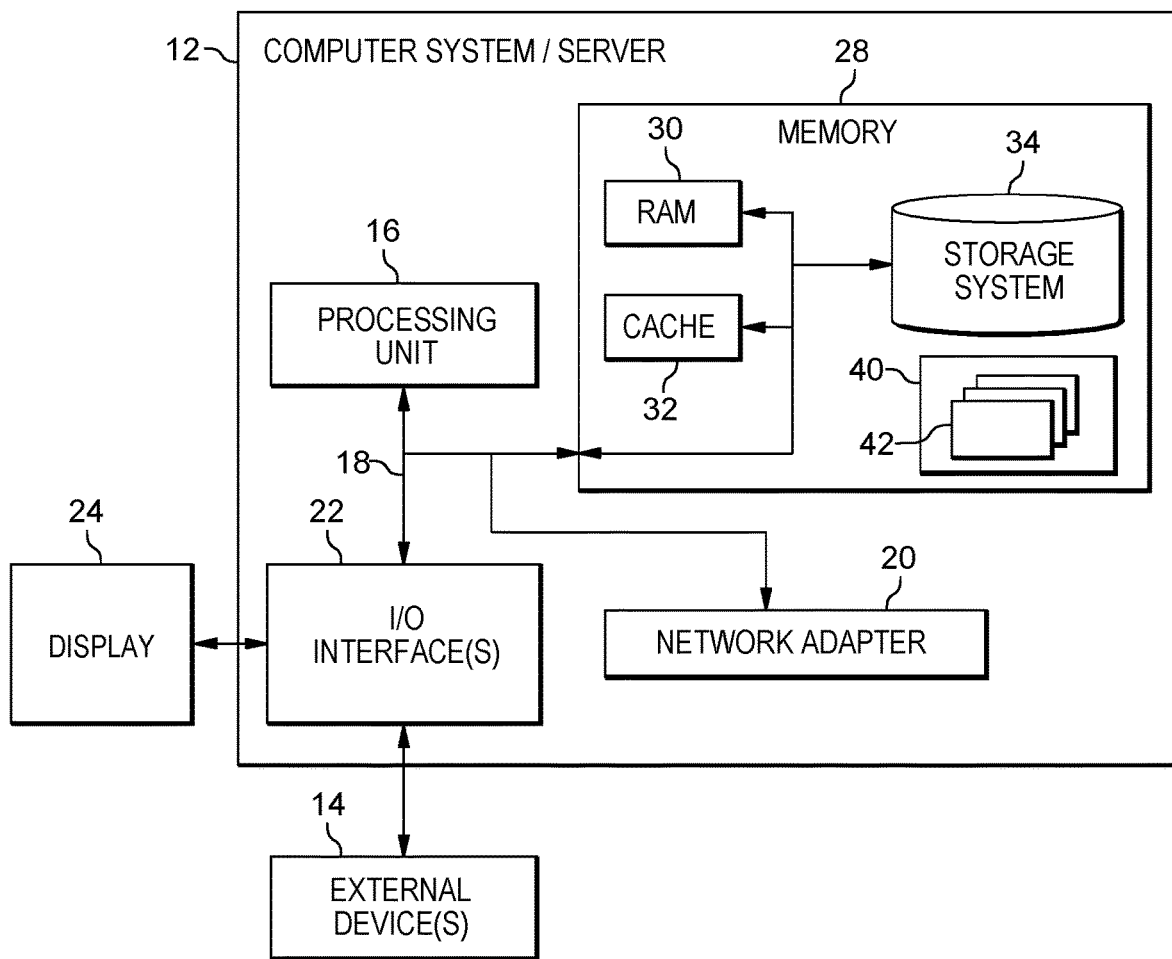 12
COMPUTER SYSTEM / SERVER
28
MEMORY
30
RAM
34
STORAGE
SYSTEM
16
PROCESSING
UNIT
CACHE
32
40
42
18
24
DISPLAY
22
I/O
INTERFACE(S)
20
NETWORK ADAPTER
14
EXTERNAL
DEVICE(S)